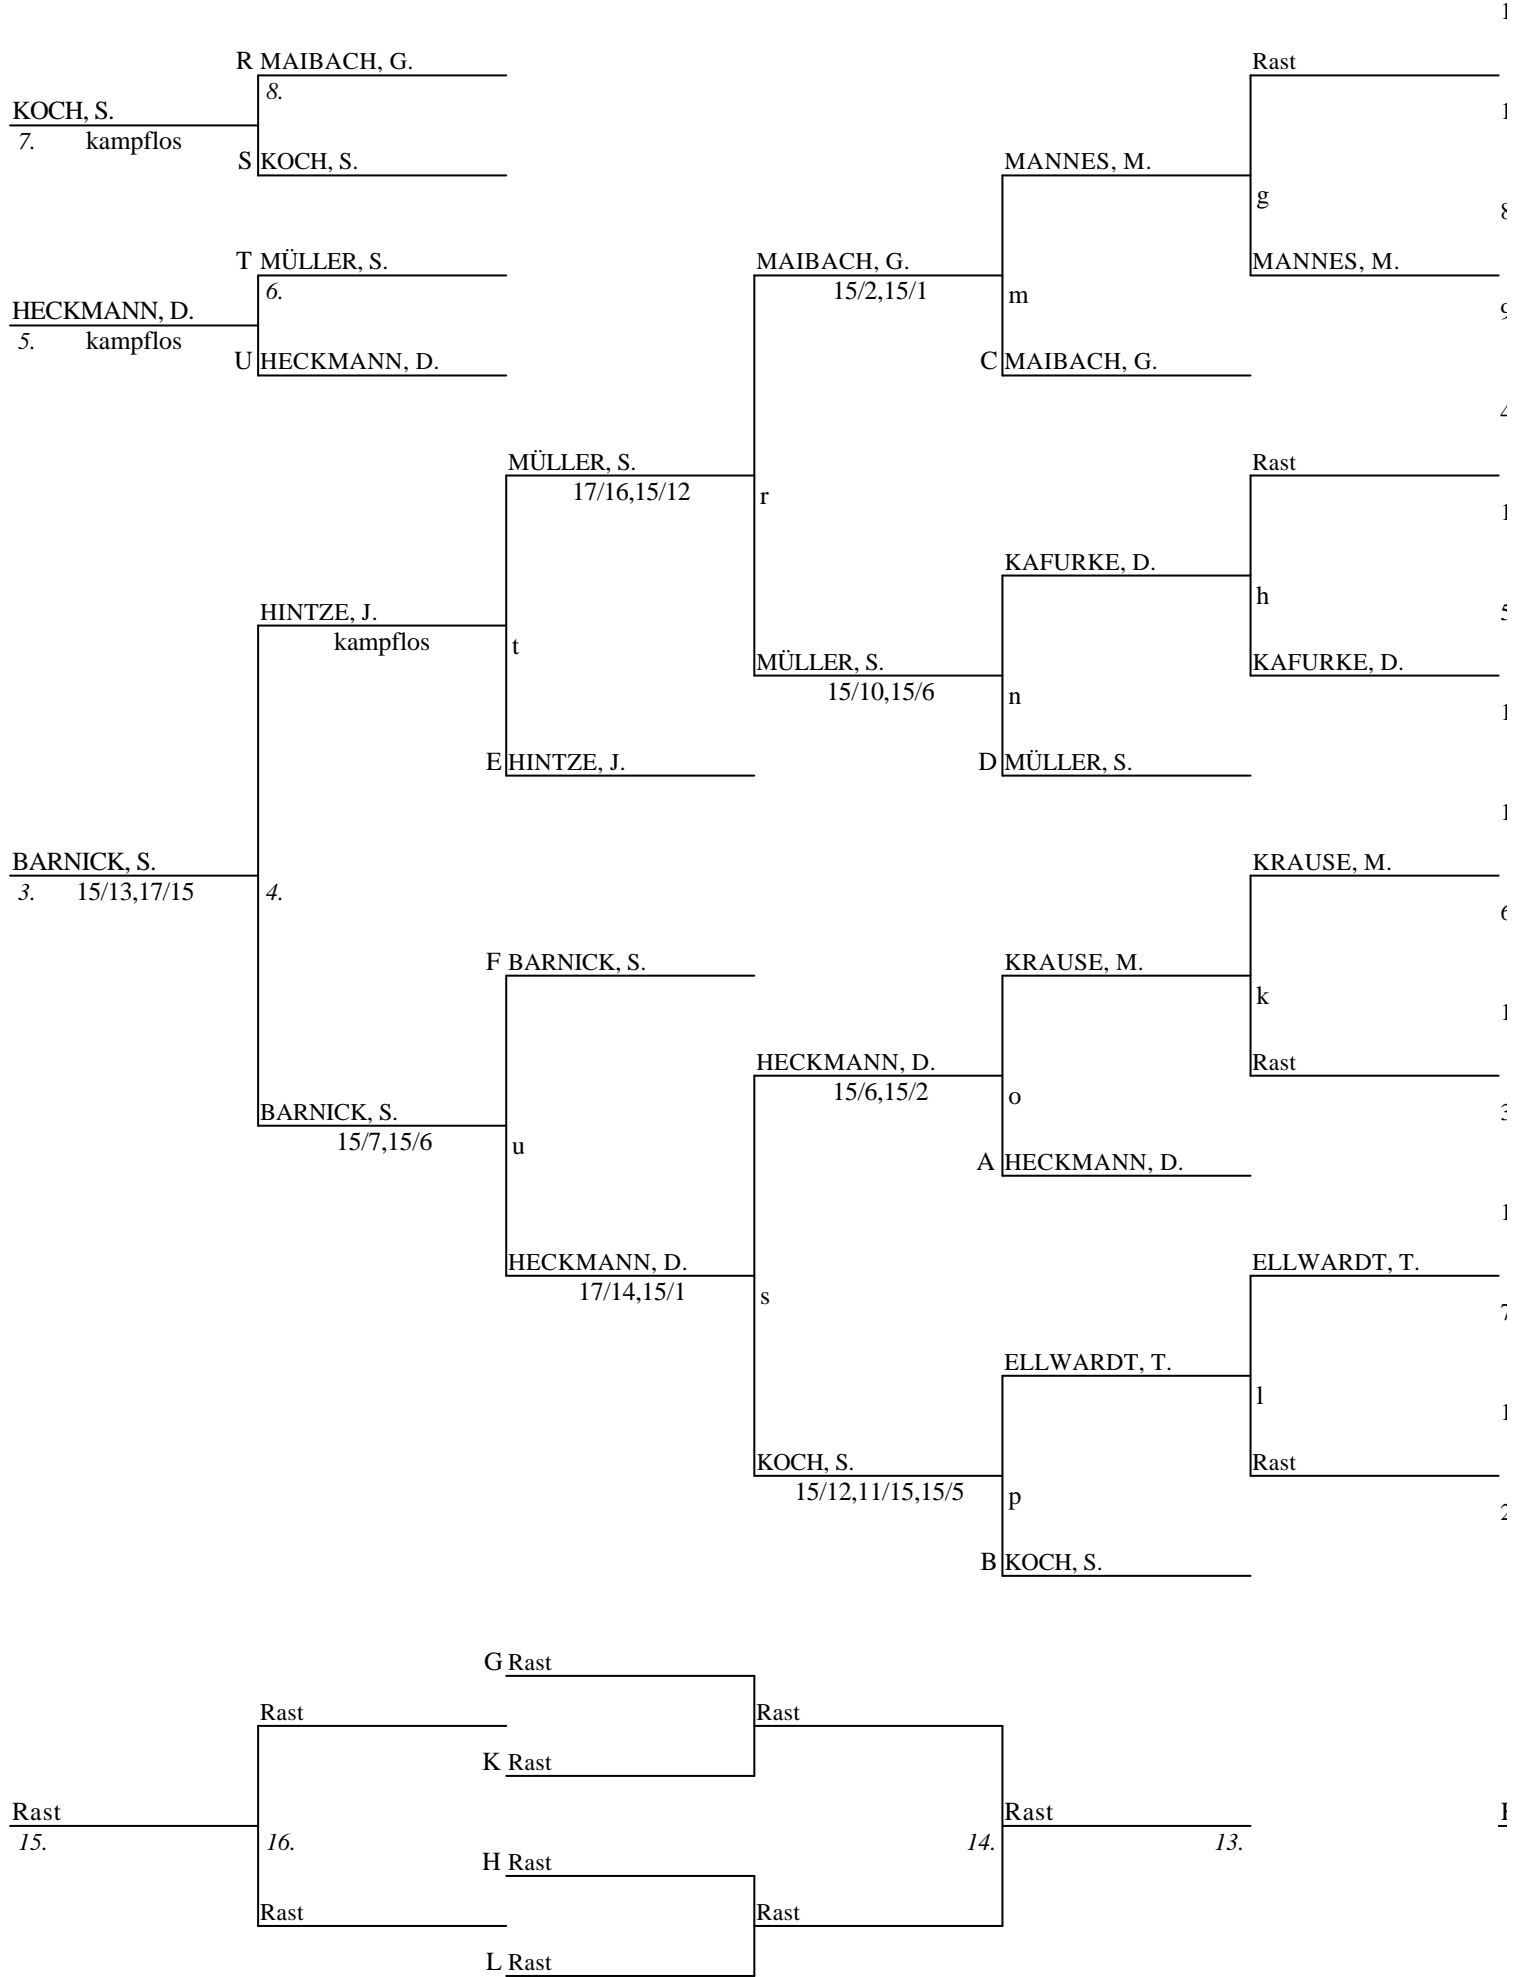 R MAIBACH, G.
Rast
8.
KOCH, S.
7. kampflos
S KOCH, S.
MANNES, M.
g
T MÜLLER, S.
MAIBACH, G.
MANNES, M.
6.
15/2,15/1
m
HECKMANN, D.
5. kampflos
U HECKMANN, D.
C MAIBACH, G.
MÜLLER, S.
Rast
17/16,15/12
r
KAFURKE, D.
h
HINTZE, J.
kampflos
t
MÜLLER, S.
KAFURKE, D.
15/10,15/6
n
E HINTZE, J.
D MÜLLER, S.
BARNICK, S.
KRAUSE, M.
3. 15/13,17/15
4.
F BARNICK, S.
KRAUSE, M.
k
HECKMANN, D.
Rast
15/6,15/2
o
BARNICK, S.
15/7,15/6
u
A HECKMANN, D.
HECKMANN, D.
ELLWARDT, T.
17/14,15/1
s
ELLWARDT, T.
l
KOCH, S.
Rast
15/12,11/15,15/5
p
B KOCH, S.
G Rast
Rast
Rast
K Rast
Rast
Rast
15.
16.
14.
13.
H Rast
Rast
Rast
L Rast